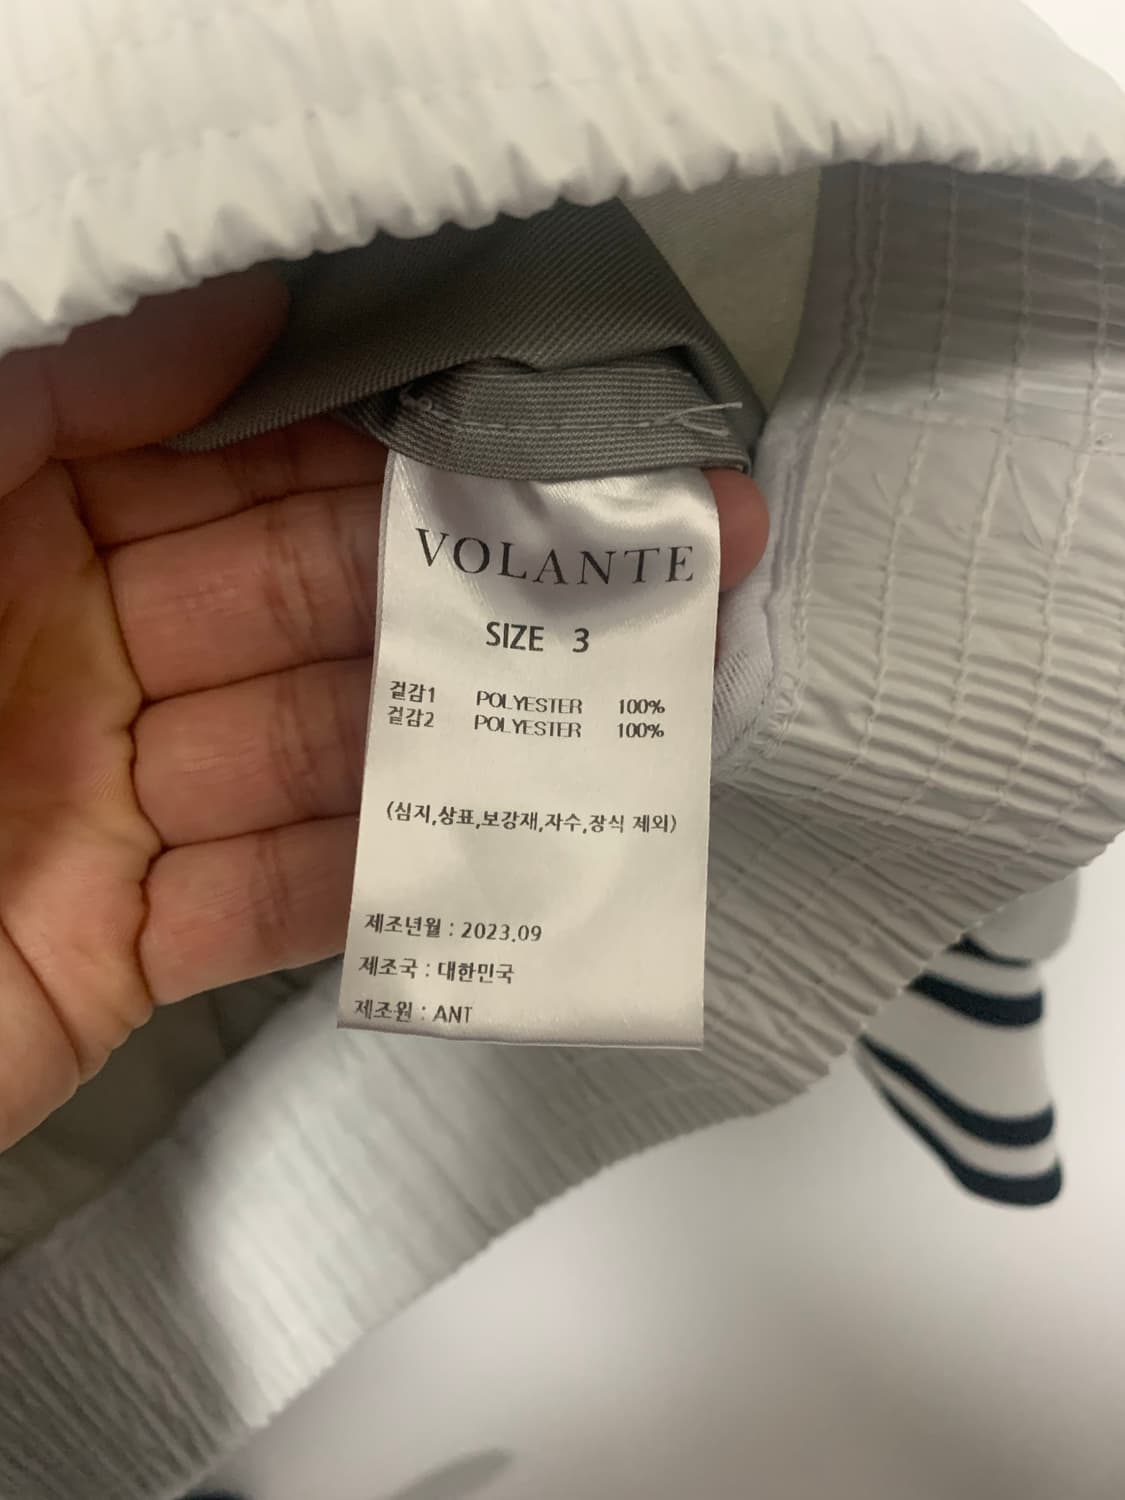 VOLANTE
SIZE 3
겉감1 POLYESTER 100%
겉감2 POLYESTER 100%
(심지,상표,보강재,자수,장식 제외)
제조년월 : 2023.09
제조국 : 대한민국
제조원 : ANT